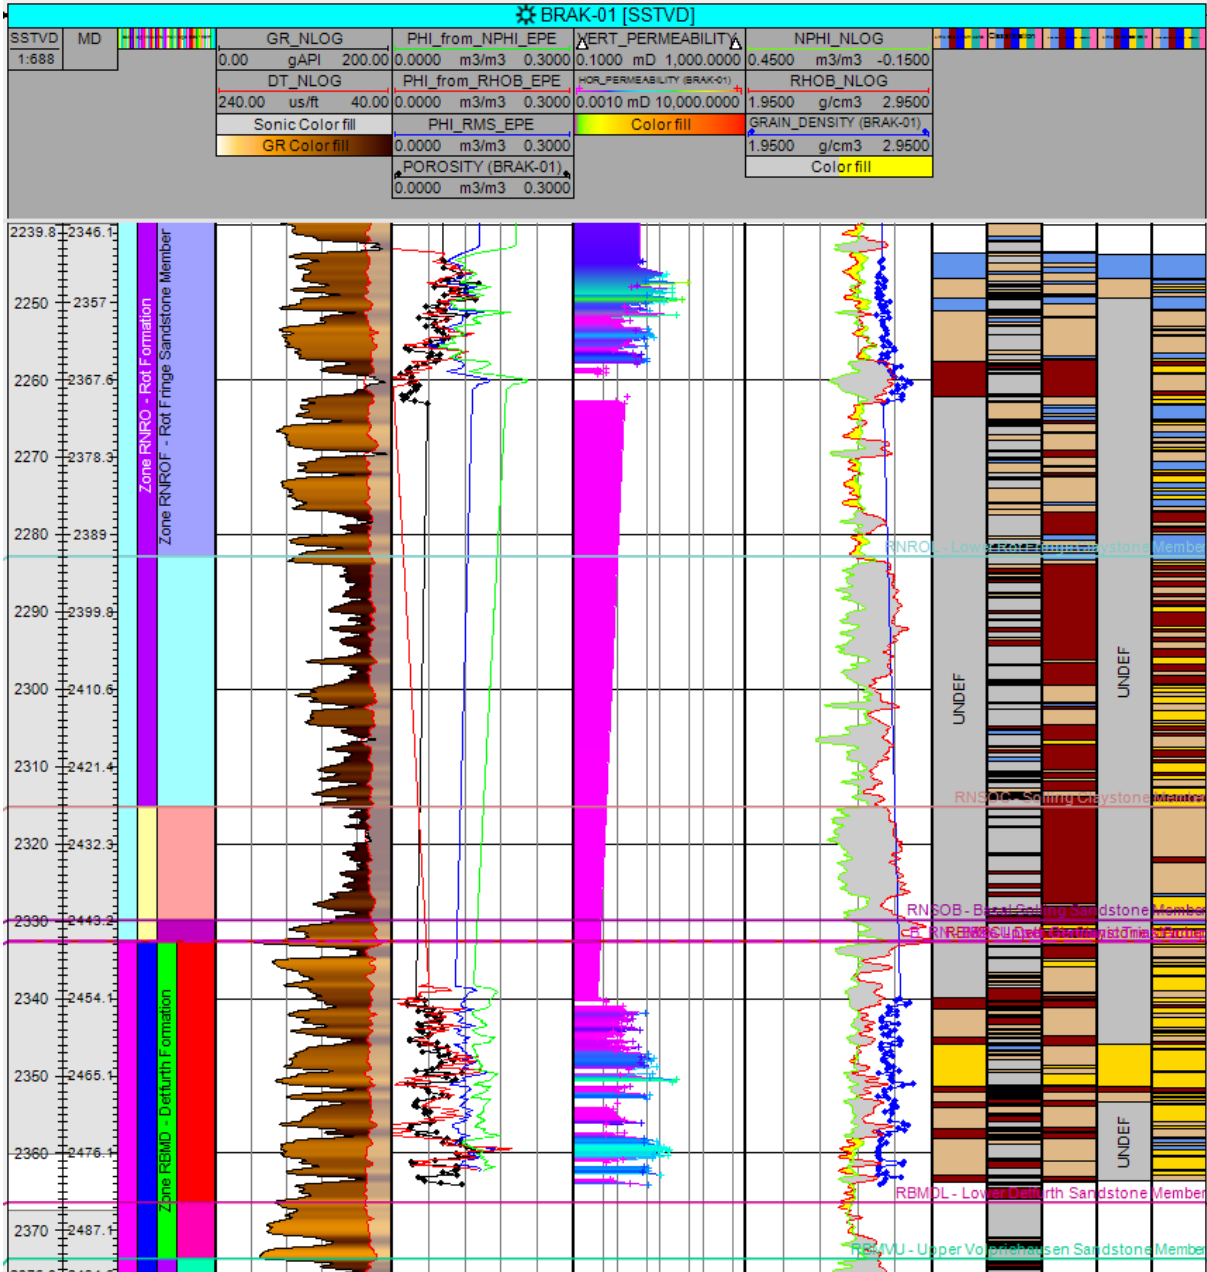 BRAK-01 [SSTVD]
SSTVD MD GR_NLOG PHI_from_NPHI_EPE VERT_PERMEABILITY NPHI_NLOG
1:688 0.00 gAPI 200.00 0.0000 m3/m3 0.3000 0.1000 mD 1,000.0000 0.4500 m3/m3 -0.1500
DT_NLOG PHI_from_RHOB_EPE HOR_PERMEABILITY (BRAK-01) RHOB_NLOG
240.00 us/ft 40.00 0.0000 m3/m3 0.3000 0.0010 mD 10,000.0000 1.9500 g/cm3 2.9500
Sonic Color fill PHI_RMS_EPE Color fill GRAIN_DENSITY (BRAK-01)
GR Color fill 0.0000 m3/m3 0.3000 1.9500 g/cm3 2.9500
POROSITY (BRAK-01) Color fill
0.0000 m3/m3 0.3000
2239.8 2346.1
2250 2357
2260 2367.6
2270 2378.3
2280 2389
2290 2399.8
2300 2410.6
2310 2421.4
2320 2432.3
2330 2443.2
2340 2454.1
2350 2465.1
2360 2476.1
2370 2487.1
Zone RNRO - Rot Formation
Zone RNROF - Rot Fringe Sandstone Member
Zone RBMD - Detfurth Formation
RNROL - Lower Rot Fringe Claystone Member
UNDEF
UNDEF
RNSOC - Solling Claystone Member
RNSOB - Basal Solling Sandstone Member
UNDEF
RBMDL - Lower Detfurth Sandstone Member
RBMVU - Upper Volpriehausen Sandstone Member